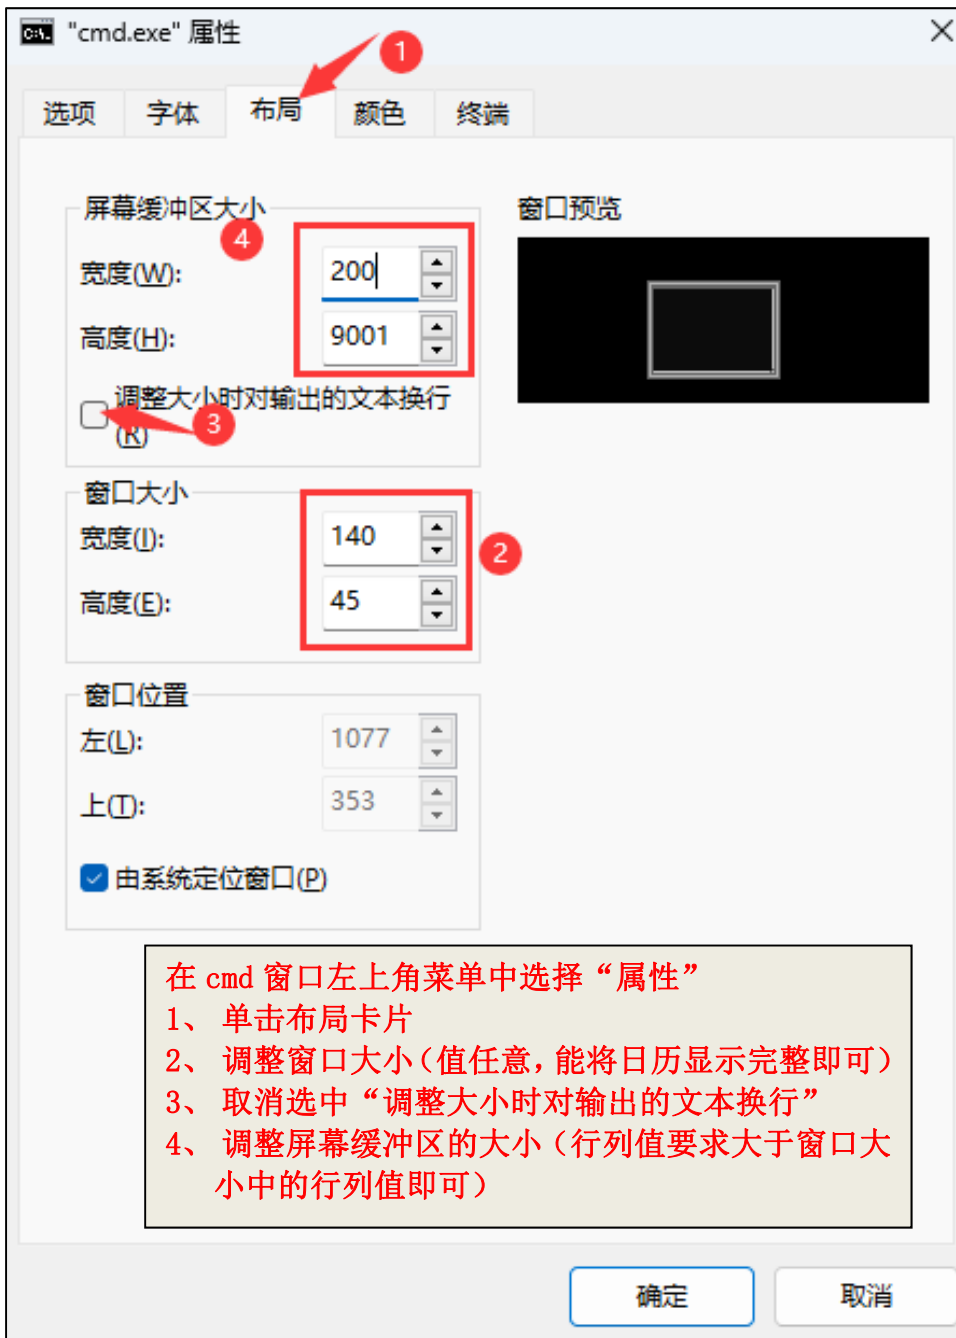 "cmd.exe" 属性
1
选项 字体 布局 颜色 终端
屏幕缓冲区大小
4
宽度(W): 200
高度(H): 9001
调整大小时对输出的文本换行
(R)
3
窗口预览
窗口大小
宽度(I): 140
2
高度(E): 45
窗口位置
左(L): 1077
上(T): 353
由系统定位窗口(P)
在 cmd 窗口左上角菜单中选择“属性”
1、 单击布局卡片
2、 调整窗口大小（值任意，能将日历显示完整即可）
3、 取消选中“调整大小时对输出的文本换行”
4、 调整屏幕缓冲区的大小（行列值要求大于窗口大
小中的行列值即可）
确定 取消